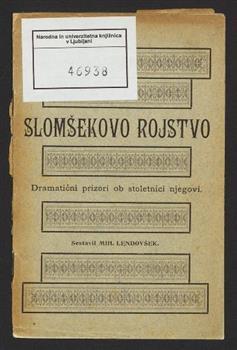 Narodna in univerzitetna knjižnica
v Ljubljani
46938
SLOMŠEKOVO ROJSTVO
Dramatični prizori ob stoletnici njegovi.
Sestavil MIH. LENDOVŠEK.